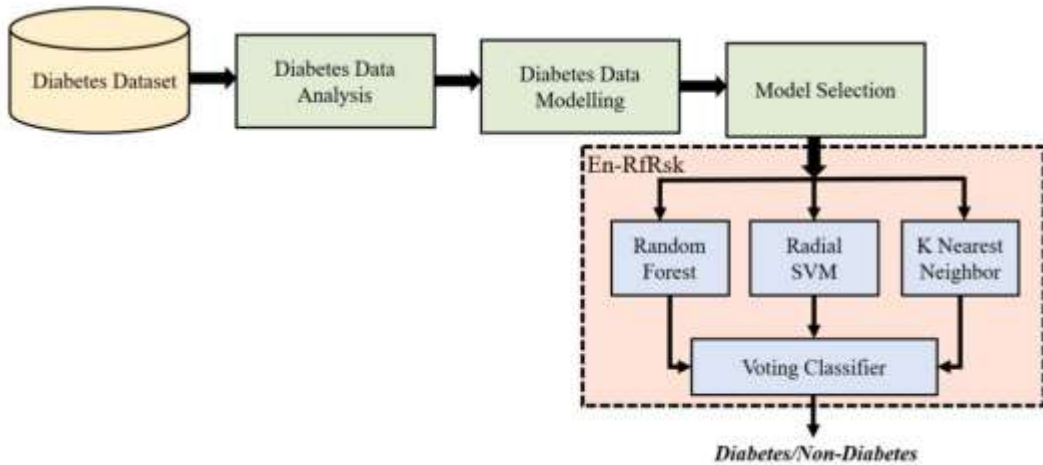 Diabetes Dataset
Diabetes Data
Analysis
Diabetes Data
Modelling
Model Selection
En-RfRsk
Random
Forest
Radial
SVM
K Nearest
Neighbor
Voting Classifier
Diabetes/Non-Diabetes